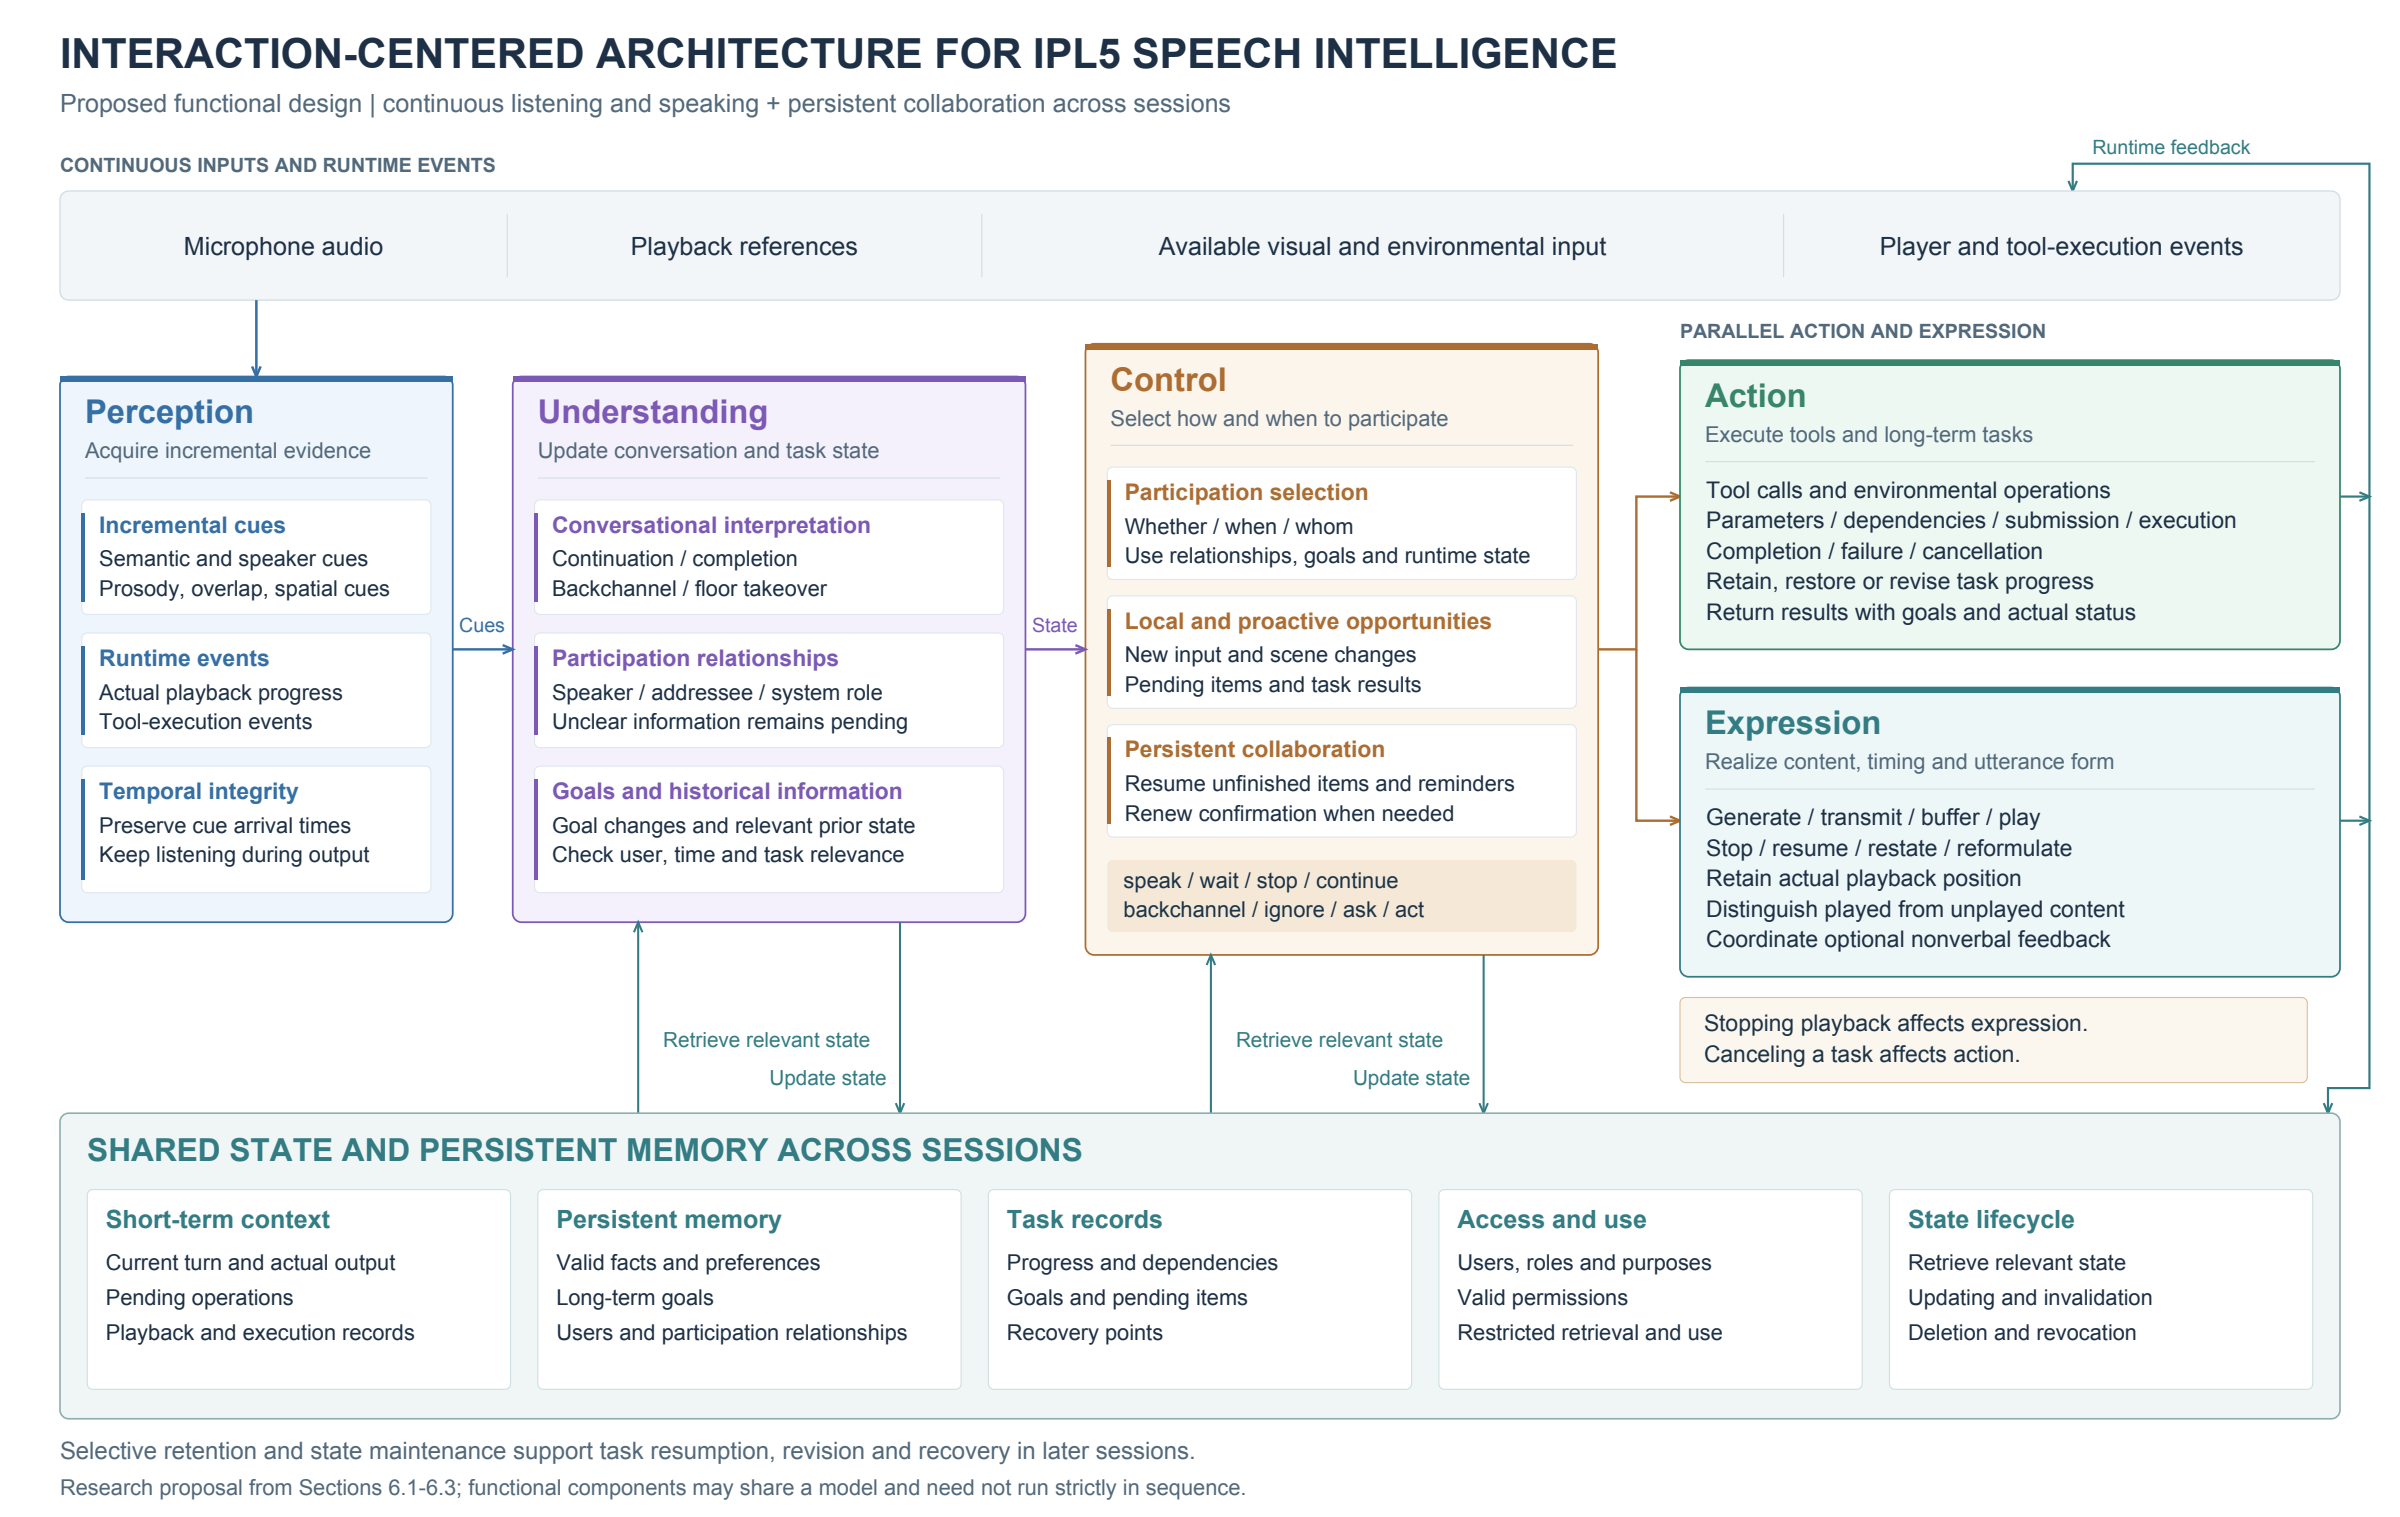 INTERACTION-CENTERED ARCHITECTURE FOR IPL5 SPEECH INTELLIGENCE
Proposed functional design | continuous listening and speaking + persistent collaboration across sessions
Runtime feedback
CONTINUOUS INPUTS AND RUNTIME EVENTS
Microphone audio
Playback references
Available visual and environmental input
Player and tool-execution events
Perception
Acquire incremental evidence
Incremental cues
Semantic and speaker cues
Prosody, overlap, spatial cues
Runtime events
Actual playback progress
Tool-execution events
Temporal integrity
Preserve cue arrival times
Keep listening during output
Cues
Understanding
Update conversation and task state
Conversational interpretation
Continuation / completion
Backchannel / floor takeover
Participation relationships
Speaker / addressee / system role
Unclear information remains pending
Goals and historical information
Goal changes and relevant prior state
Check user, time and task relevance
State
Control
Select how and when to participate
Participation selection
Whether / when / whom
Use relationships, goals and runtime state
Local and proactive opportunities
New input and scene changes
Pending items and task results
Persistent collaboration
Resume unfinished items and reminders
Renew confirmation when needed
speak / wait / stop / continue
backchannel / ignore / ask / act
PARALLEL ACTION AND EXPRESSION
Action
Execute tools and long-term tasks
Tool calls and environmental operations
Parameters / dependencies / submission / execution
Completion / failure / cancellation
Retain, restore or revise task progress
Return results with goals and actual status
Expression
Realize content, timing and utterance form
Generate / transmit / buffer / play
Stop / resume / restate / reformulate
Retain actual playback position
Distinguish played from unplayed content
Coordinate optional nonverbal feedback
Stopping playback affects expression.
Canceling a task affects action.
Retrieve relevant state
Update state
Retrieve relevant state
Update state
SHARED STATE AND PERSISTENT MEMORY ACROSS SESSIONS
Short-term context
Current turn and actual output
Pending operations
Playback and execution records
Persistent memory
Valid facts and preferences
Long-term goals
Users and participation relationships
Task records
Progress and dependencies
Goals and pending items
Recovery points
Access and use
Users, roles and purposes
Valid permissions
Restricted retrieval and use
State lifecycle
Retrieve relevant state
Updating and invalidation
Deletion and revocation
Selective retention and state maintenance support task resumption, revision and recovery in later sessions.
Research proposal from Sections 6.1-6.3; functional components may share a model and need not run strictly in sequence.